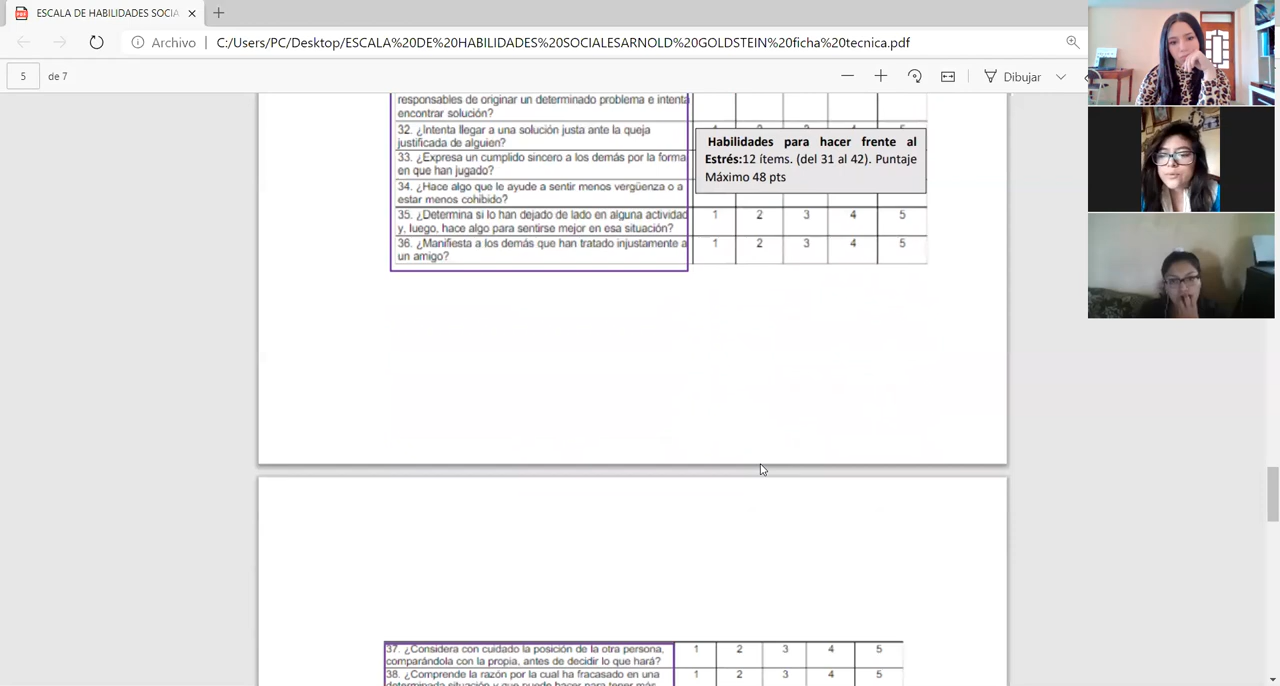 ESCALA DE HABILIDADES SOCIA
Archivo
C:/Users/PC/Desktop/ESCALA%20DE%20HABILIDADES%20SOCIALESARNOLD%20GOLDSTEIN%20ficha%20tecnica.pdf
5 de 7
Dibujar
responsables de originar un determinado problema e intenta
encontrar solución?
32. ¿Intenta llegar a una solución justa ante la queja
justificada de alguien?
33. ¿Expresa un cumplido sincero a los demás por la forma
en que han jugado?
34. ¿Hace algo que le ayude a sentir menos vergüenza o a
estar menos cohibido?
35. ¿Determina si lo han dejado de lado en alguna actividad
y, luego, hace algo para sentirse mejor en esa situación?
1 2 3 4 5
36. ¿Manifiesta a los demás que han tratado injustamente a
un amigo?
1 2 3 4 5
Habilidades para hacer frente al
Estrés:12 ítems. (del 31 al 42). Puntaje
Máximo 48 pts
37. ¿Considera con cuidado la posición de la otra persona,
comparándola con la propia, antes de decidir lo que hará?
1 2 3 4 5
38. ¿Comprende la razón por la cual ha fracasado en una
determinada situación y que puede hacer para tener más
1 2 3 4 5